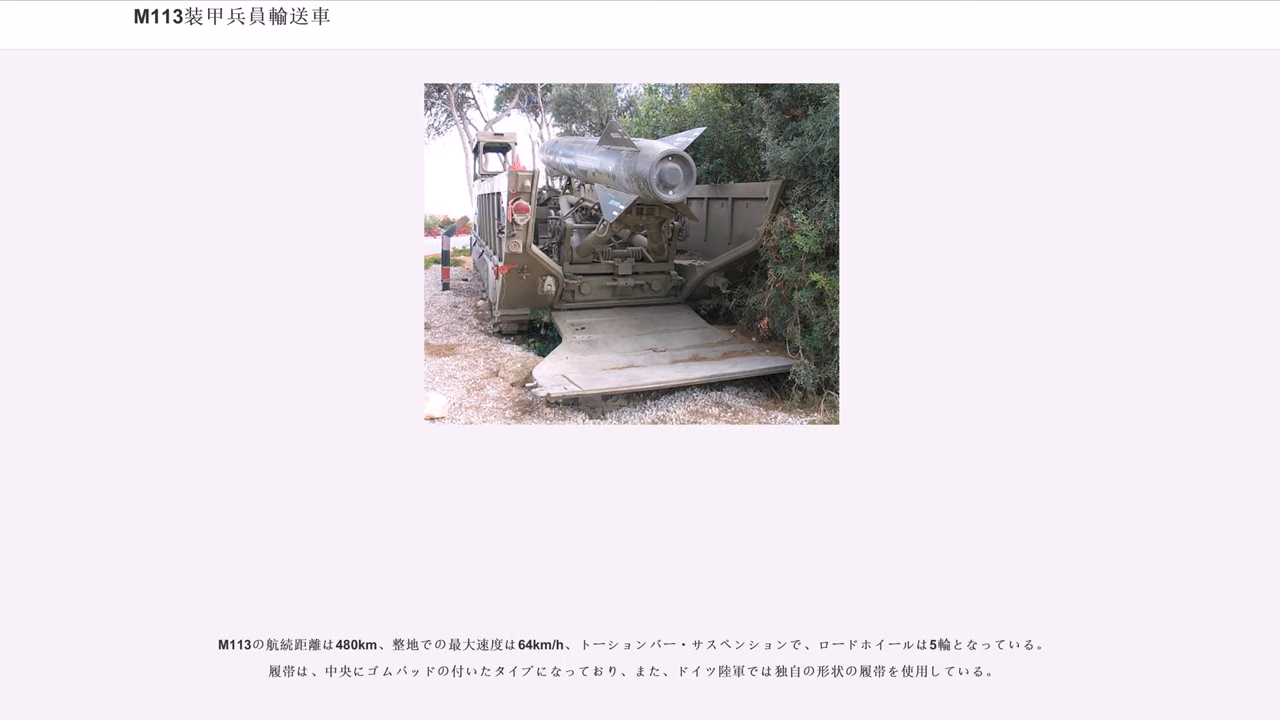 M113装甲兵員輸送車
M113の航続距離は480km、整地での最大速度は64km/h、トーションバー・サスペンションで、ロードホイールは5輪となっている。
履帯は、中央にゴムパッドの付いたタイプになっており、また、ドイツ陸軍では独自の形状の履帯を使用している。